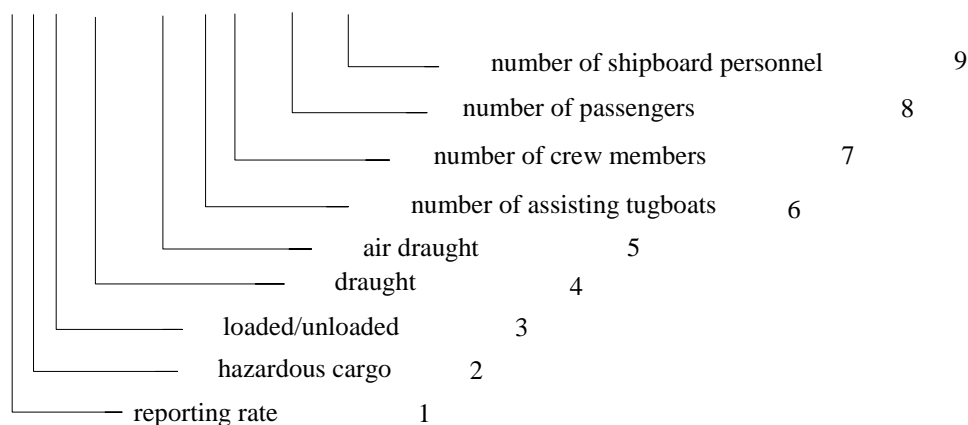 number of shipboard personnel 9
number of passengers 8
number of crew members 7
number of assisting tugboats 6
air draught 5
draught 4
loaded/unloaded 3
hazardous cargo 2
reporting rate 1